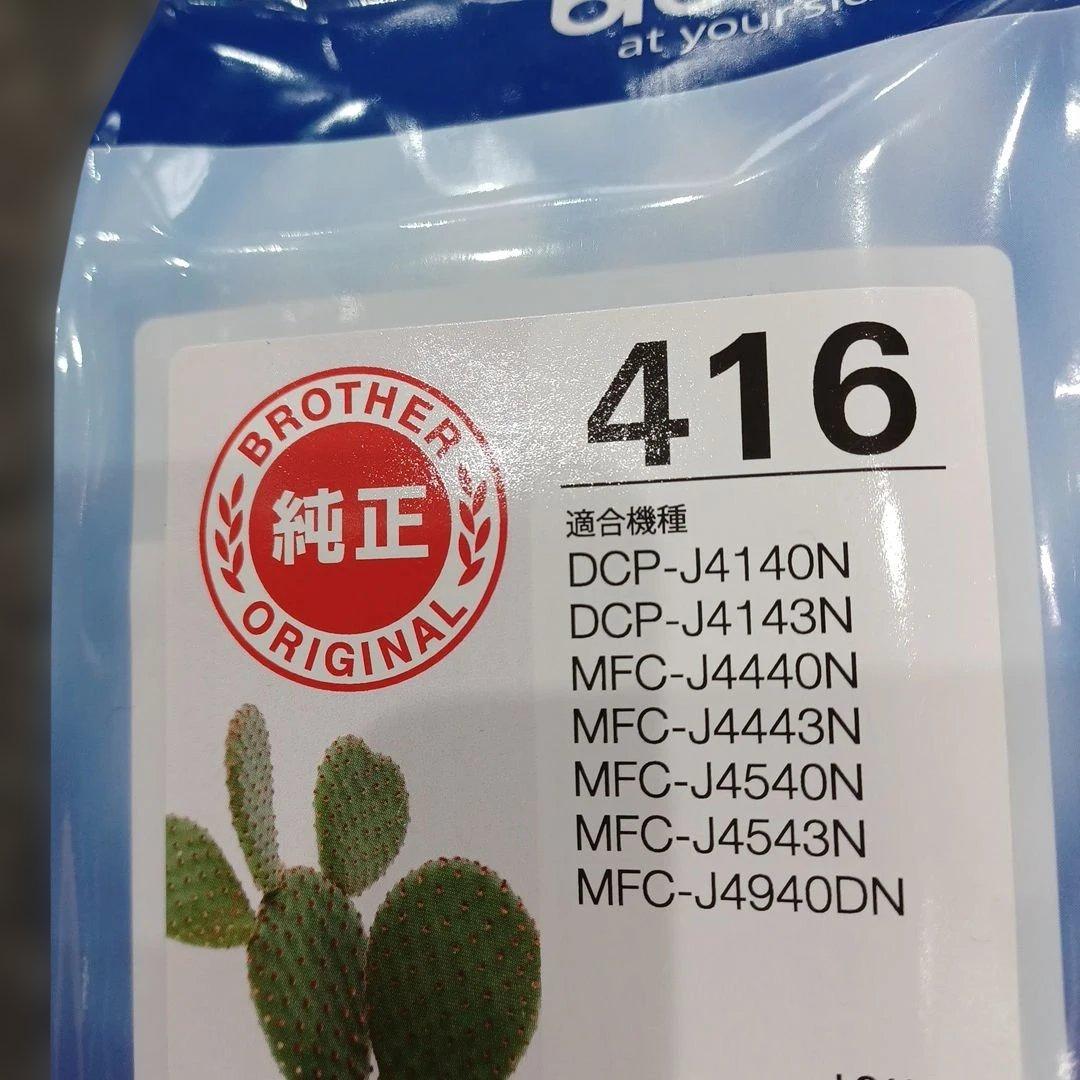 at your side
BROTHER
純正
ORIGINAL
416
適合機種
DCP-J4140N
DCP-J4143N
MFC-J4440N
MFC-J4443N
MFC-J4540N
MFC-J4543N
MFC-J4940DN